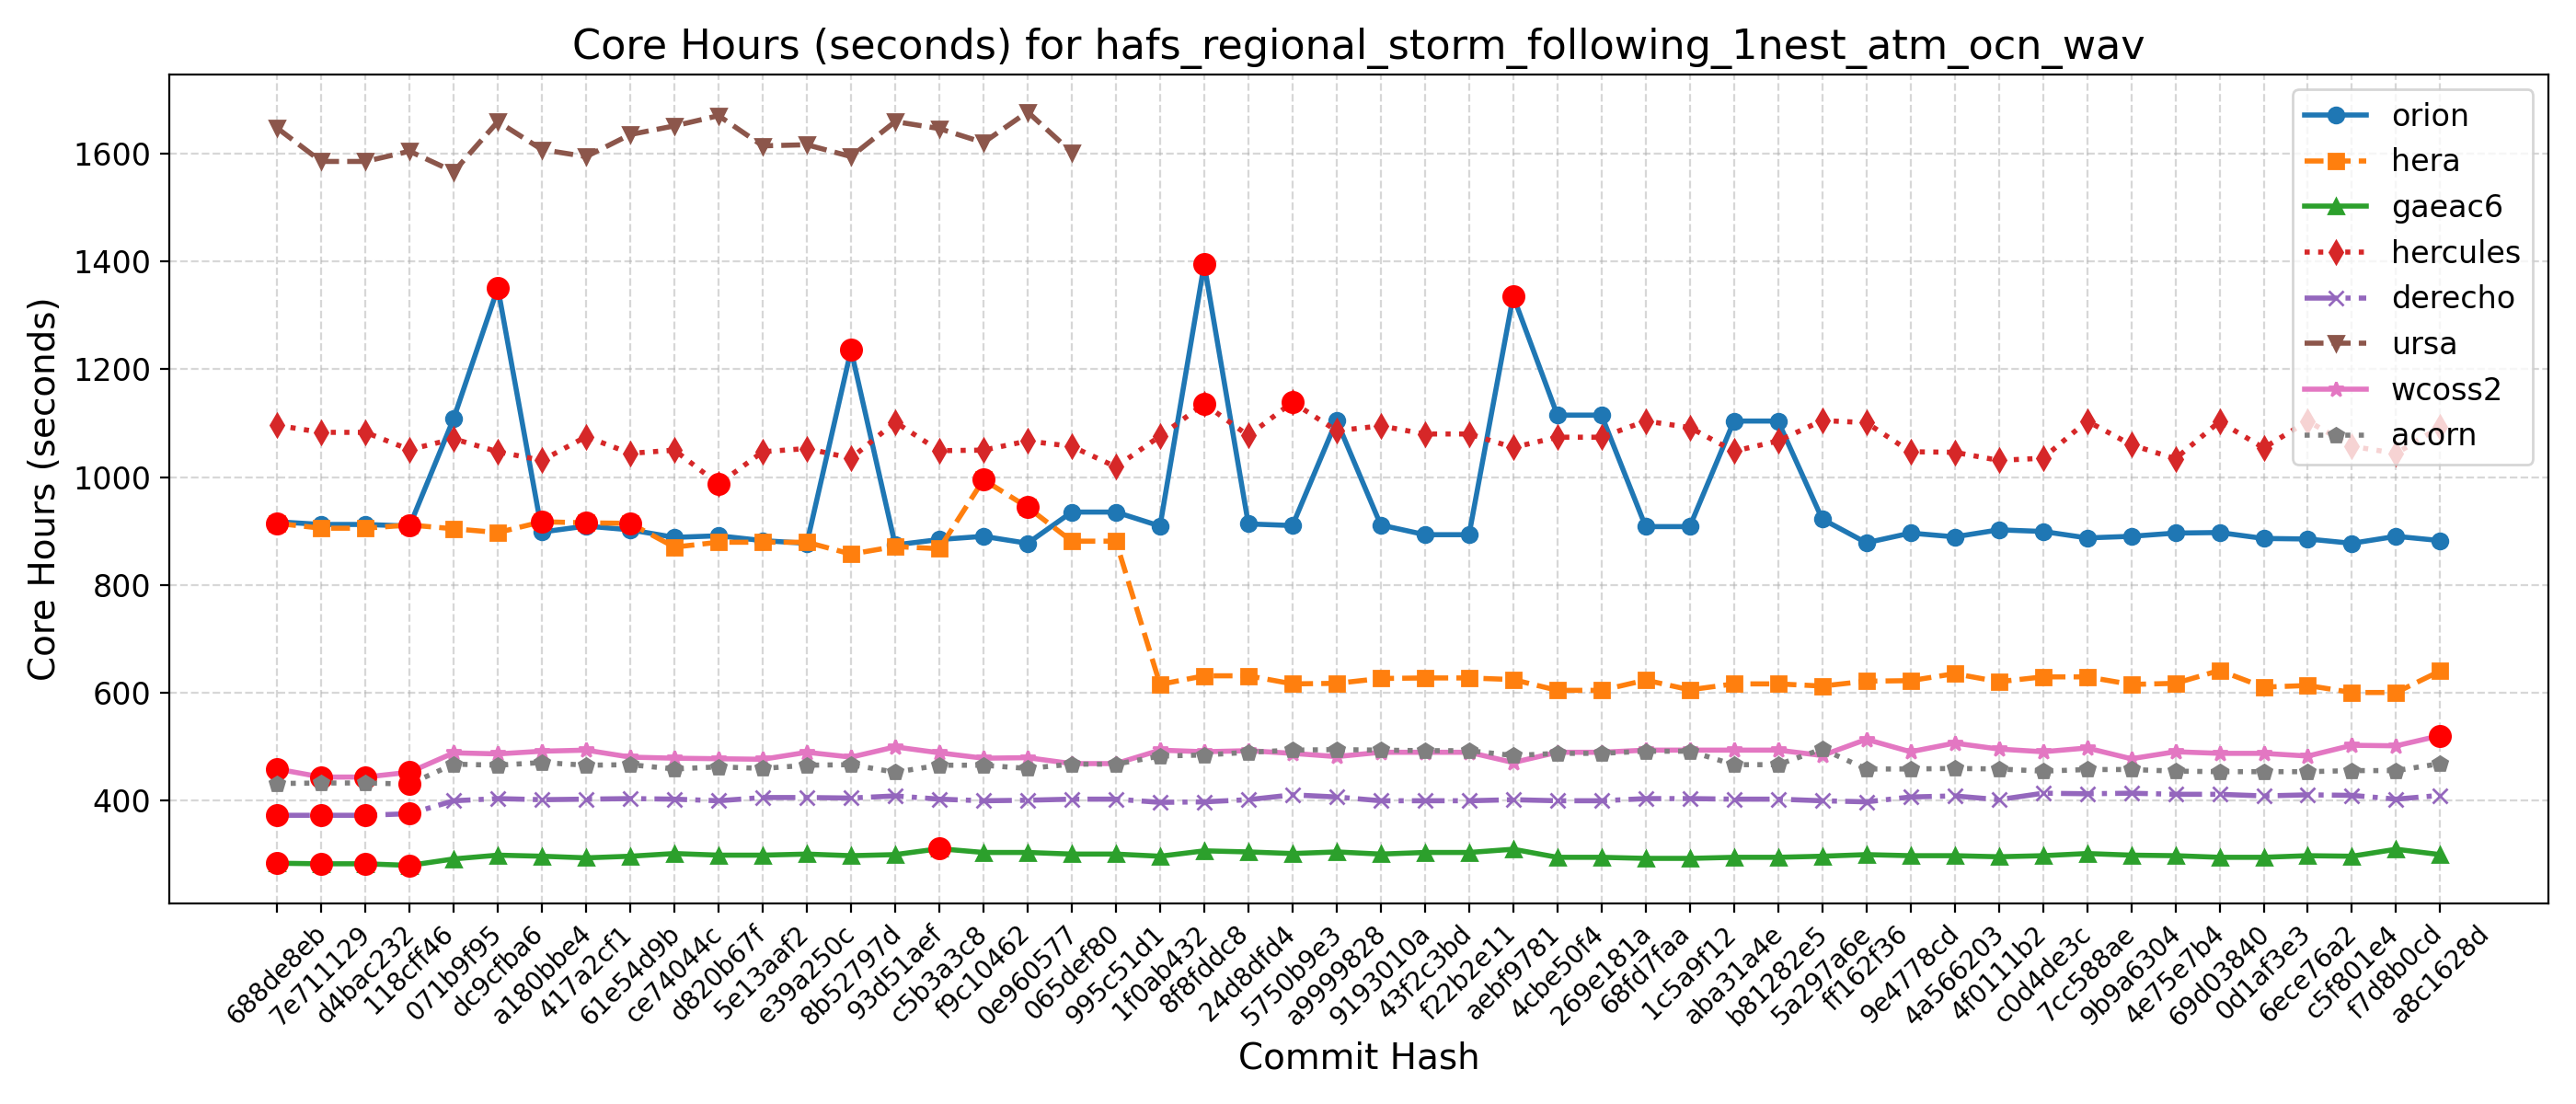 Core Hours (seconds) for hafs_regional_storm_following_1nest_atm_ocn_wav
Core Hours (seconds)
1600
1400
1200
1000
800
600
400
orion
hera
gaeac6
hercules
derecho
ursa
wcoss2
acorn
688de8eb
7e711129
d4bac232
118cff46
071b9f95
dc9cfba6
a180bbe4
417a2cf1
61e54d9b
ce74044c
d820b67f
5e13aaf2
e39a250c
8b52797d
93d51aef
c5b3a3c8
f9c10462
0e960577
065def80
995c51d1
1f0ab432
8f8fddc8
24d8dfd4
5750b9e3
a9999828
9193010a
43f2c3bd
f22b2e11
aebf9781
4cbe50f4
269e181a
68fd7faa
1c5a9f12
aba31a4e
b81282e5
5a297a6e
ff162f36
9e4778cd
4a566203
4f0111b2
c0d4de3c
7cc588ae
9b9a6304
4e75e7b4
69d03840
0d1af3e3
6ece76a2
c5f801e4
f7d8b0cd
a8c1628d
Commit Hash